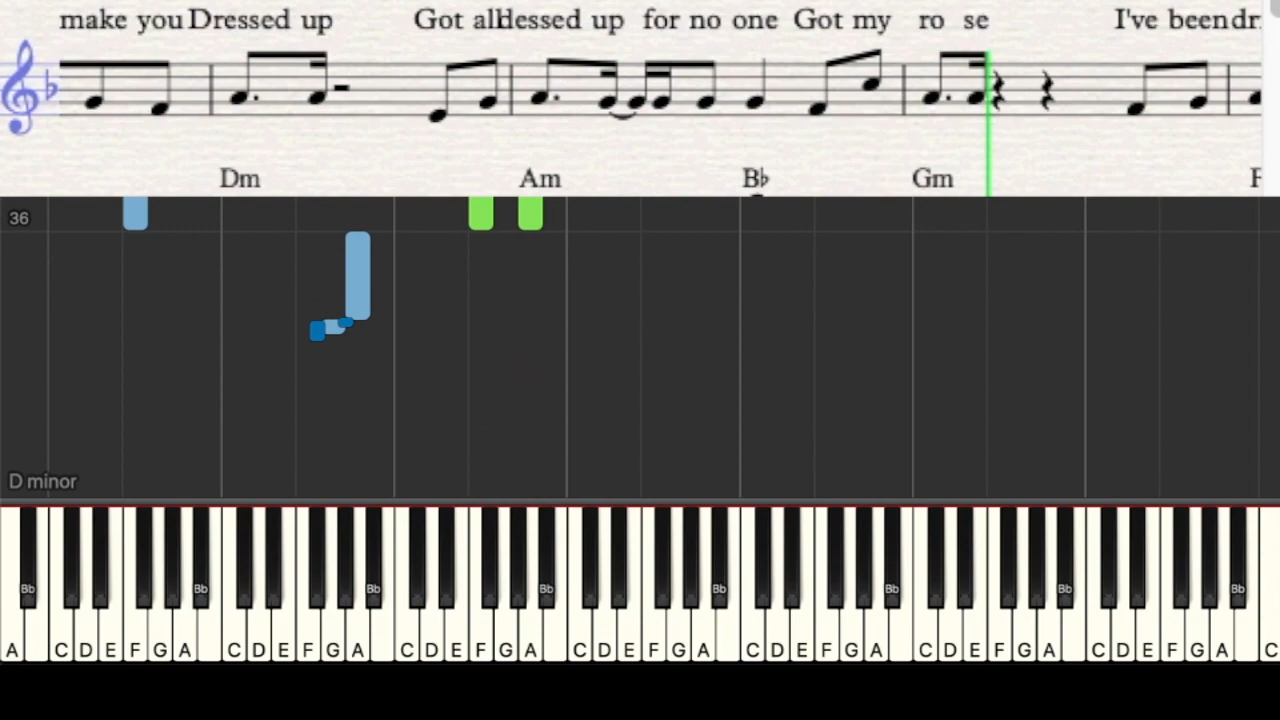 make you Dressed up Got all dessed up for no one Got my ro se I've been dr
Dm Am B♭ Gm F
36
D minor
Bb Bb Bb Bb Bb Bb Bb Bb
A C D E F G A C D E F G A C D E F G A C D E F G A C D E F G A C D E F G A C D E F G A C